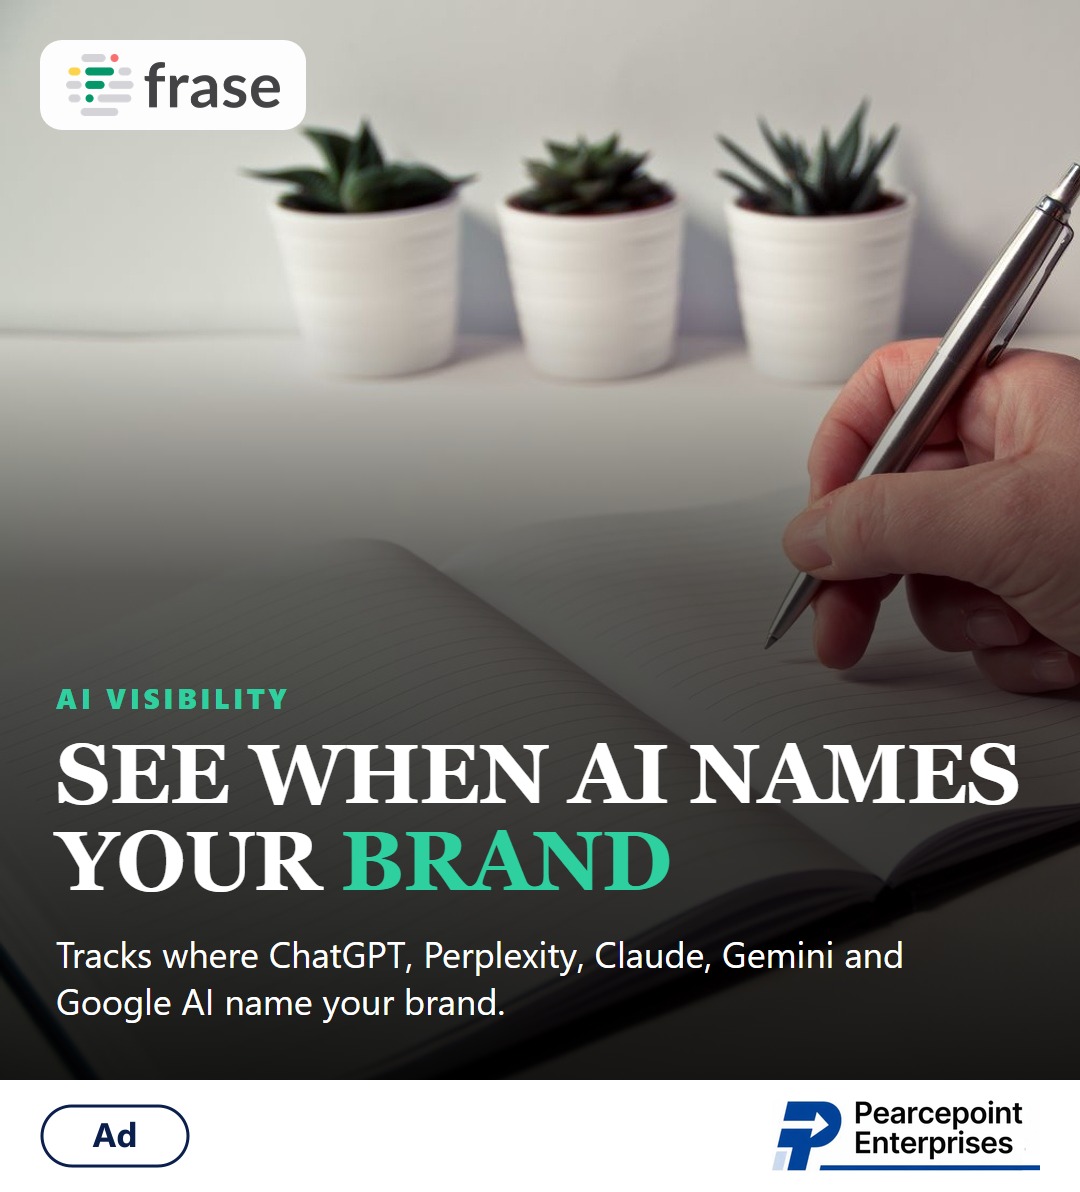 frase
AI VISIBILITY
SEE WHEN AI NAMES
YOUR BRAND
Tracks where ChatGPT, Perplexity, Claude, Gemini and
Google AI name your brand.
Ad
Pearcepoint
Enterprises